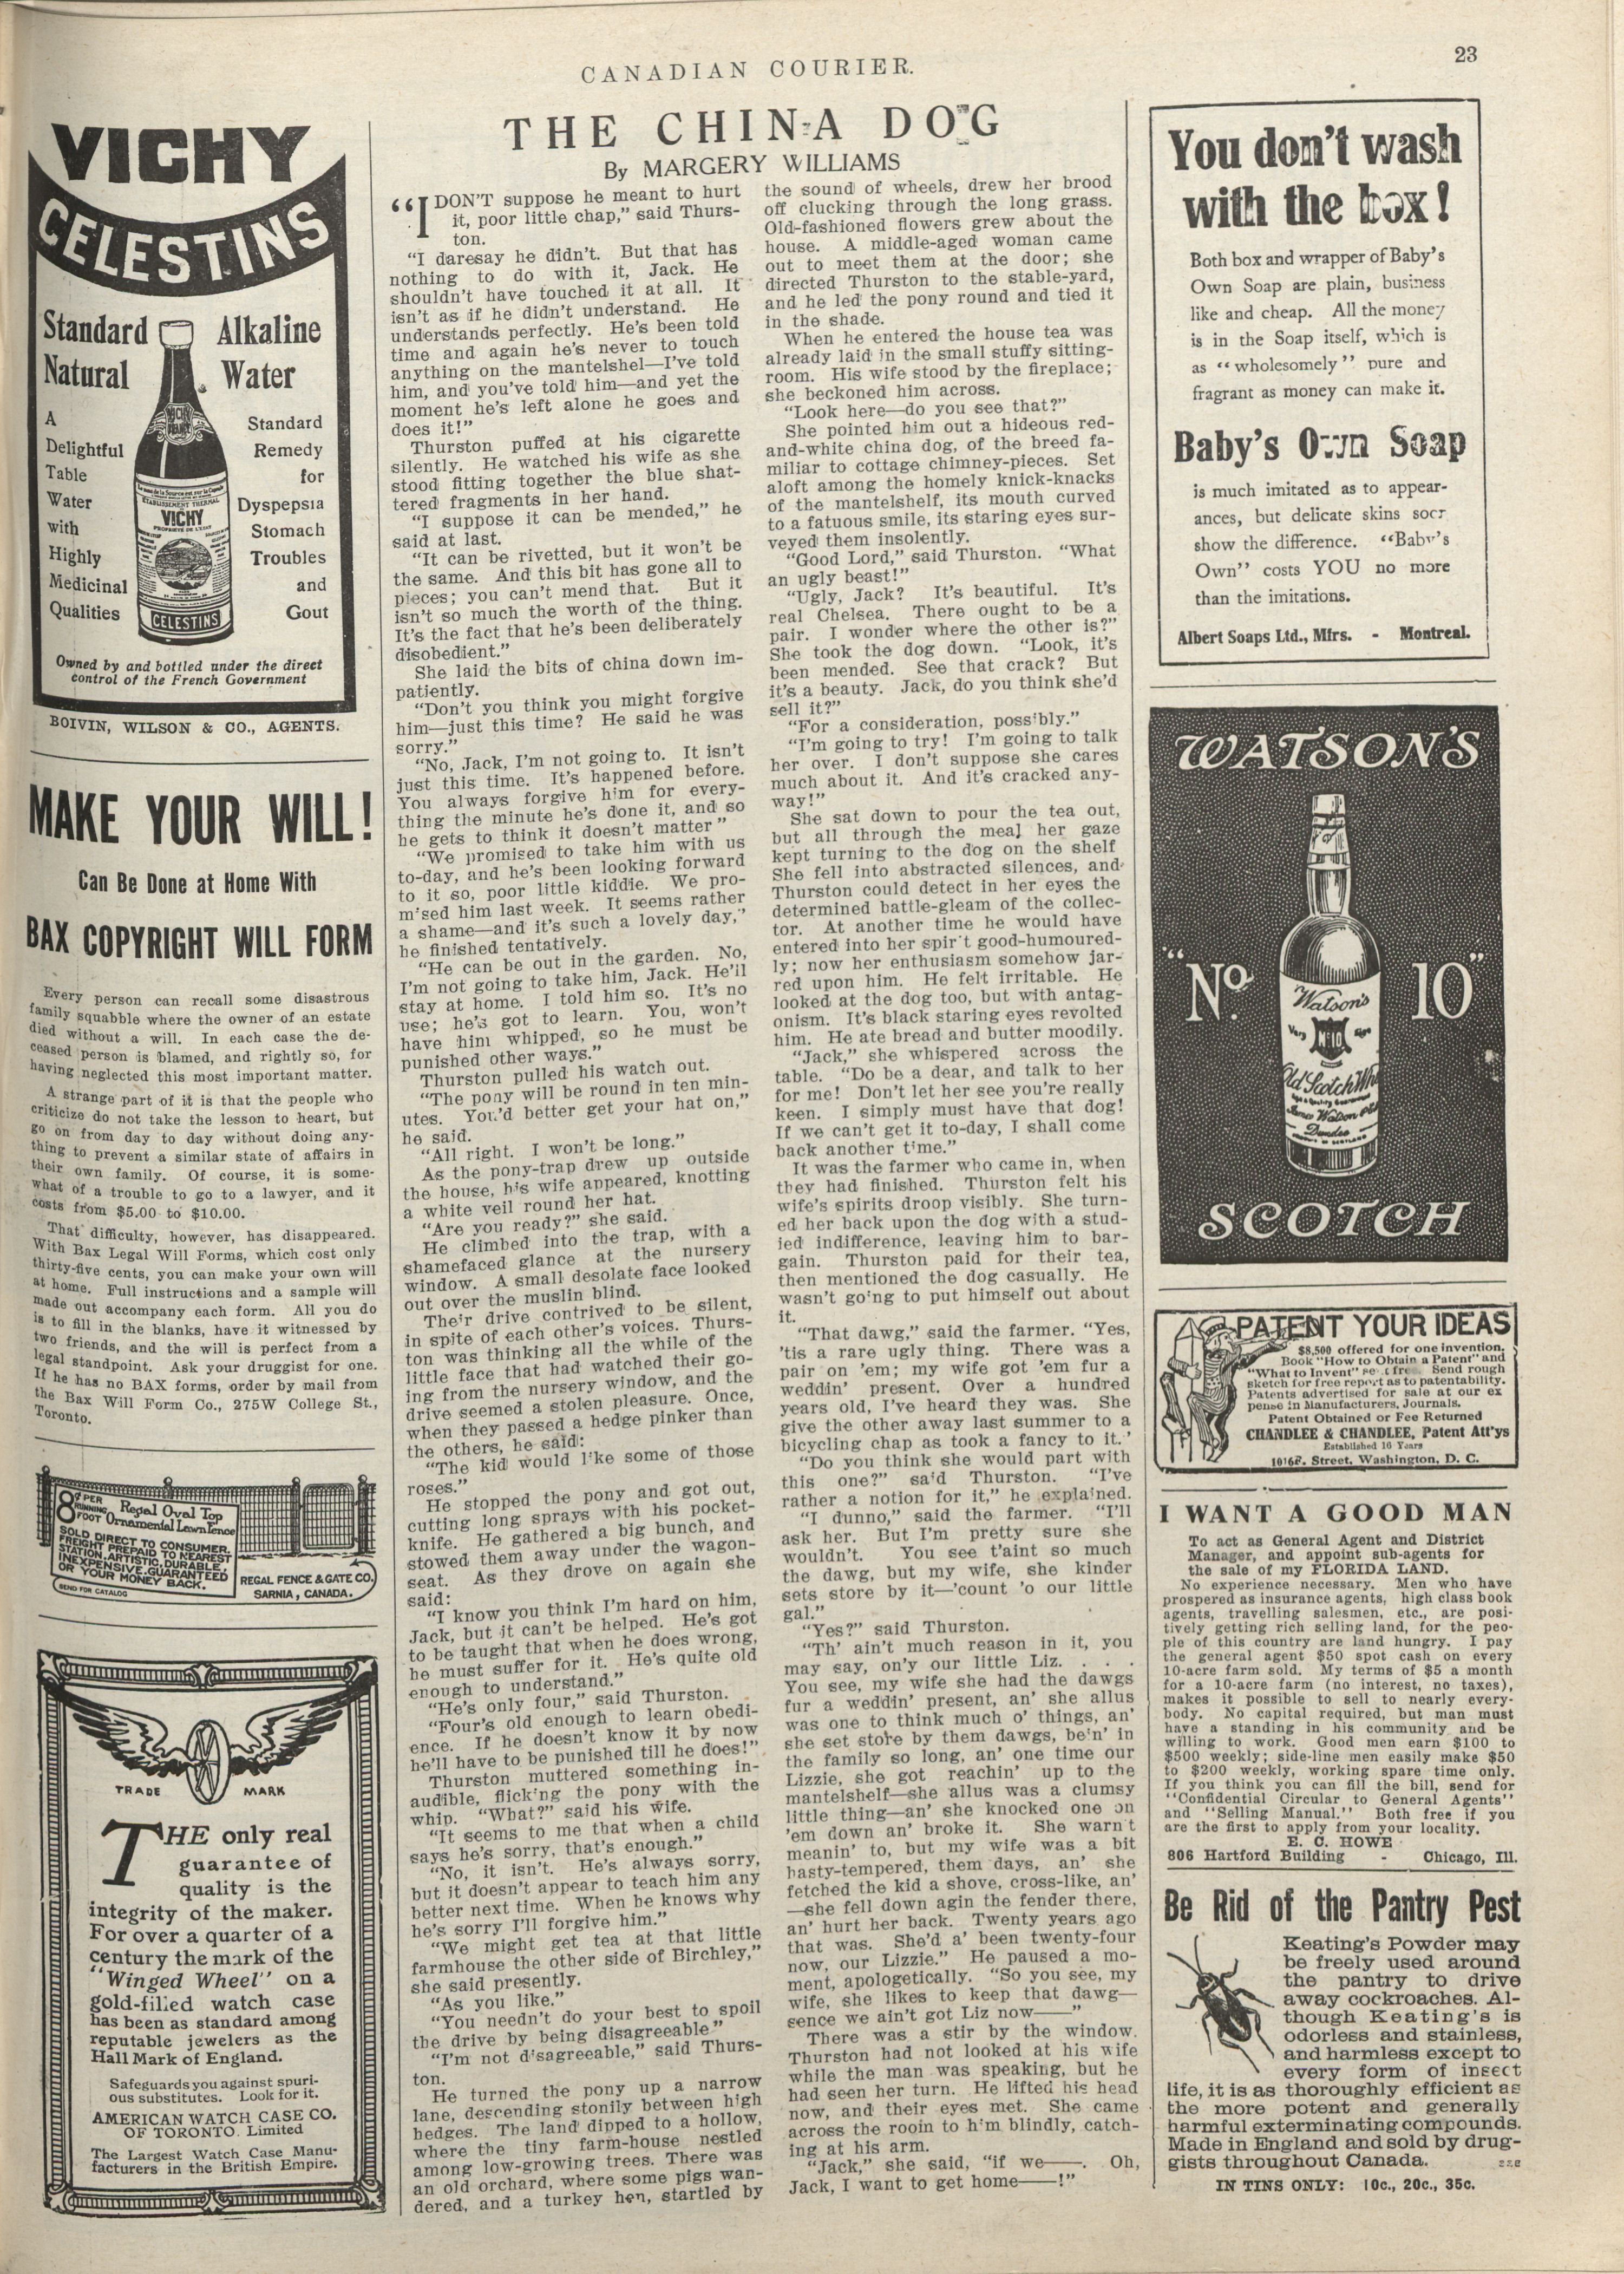 23
CANADIAN COURIER.
VICHY
CELESTINS
Standard
Natural
Alkaline
Water
A
Delightful
Table
Water
with
Highly
Medicinal
Qualities
Standard
Remedy
for
Dyspepsia
Stomach
Troubles
and
Gout
VICHY
CELESTINS
Owned by and bottled under the direct
control of the French Government
BOIVIN, WILSON & CO., AGENTS.
MAKE YOUR WILL!
Can Be Done at Home With
BAX COPYRIGHT WILL FORM
Every person can recall some disastrous
family squabble where the owner of an estate
died without a will. In each case the de-
ceased person is blamed, and rightly so, for
having neglected this most important matter.
A strange part of it is that the people who
criticize do not take the lesson to heart, but
go on from day to day without doing any-
thing to prevent a similar state of affairs in
their own family. Of course, it is some-
what of a trouble to go to a lawyer, and it
costs from $5.00 to $10.00.
That difficulty, however, has disappeared.
With Bax Legal Will Forms, which cost only
thirty-five cents, you can make your own will
at home. Full instructions and a sample will
made out accompany each form. All you do
is to fill in the blanks, have it witnessed by
two friends, and the will is perfect from a
legal standpoint. Ask your druggist for one.
If he has no BAX forms, order by mail from
the Bax Will Form Co., 275W College St.,
Toronto.
8c PER
RUNNING
FOOT
Regal Oval Top
Ornamental Lawn Fence
SOLD DIRECT TO CONSUMER.
FREIGHT PREPAID TO NEAREST
STATION. ARTISTIC, DURABLE,
INEXPENSIVE. GUARANTEED
OR YOUR MONEY BACK.
SEND FOR CATALOG
REGAL FENCE & GATE CO.
SARNIA, CANADA.
TRADE MARK
THE only real
guarantee of
quality is the
integrity of the maker.
For over a quarter of a
century the mark of the
"Winged Wheel" on a
gold-filled watch case
has been as standard among
reputable jewelers as the
Hall Mark of England.
Safeguards you against spuri-
ous substitutes. Look for it.
AMERICAN WATCH CASE CO.
OF TORONTO Limited
The Largest Watch Case Manu-
facturers in the British Empire.
THE CHINA DOG
By MARGERY WILLIAMS
"I DON'T suppose he meant to hurt
it, poor little chap," said Thurs-
ton.
"I daresay he didn't. But that has
nothing to do with it, Jack. He
shouldn't have touched it at all. It
isn't as if he didn't understand. He
understands perfectly. He's been told
time and again he's never to touch
anything on the mantelshel—I've told
him, and you've told him—and yet the
moment he's left alone he goes and
does it!"
Thurston puffed at his cigarette
silently. He watched his wife as she
stood fitting together the blue shat-
tered fragments in her hand.
"I suppose it can be mended," he
said at last.
"It can be rivetted, but it won't be
the same. And this bit has gone all to
pieces; you can't mend that. But it
isn't so much the worth of the thing.
It's the fact that he's been deliberately
disobedient."
She laid the bits of china down im-
patiently.
"Don't you think you might forgive
him—just this time? He said he was
sorry."
"No, Jack, I'm not going to. It isn't
just this time. It's happened before.
You always forgive him for every-
thing the minute he's done it, and so
he gets to think it doesn't matter"
"We promised to take him with us
to-day, and he's been looking forward
to it so, poor little kiddie. We pro-
mised him last week. It seems rather
a shame—and it's such a lovely day,"
he finished tentatively.
"He can be out in the garden. No,
I'm not going to take him, Jack. He'll
stay at home. I told him so. It's no
use; he's got to learn. You, won't
have him whipped, so he must be
punished other ways."
Thurston pulled his watch out.
"The pony will be round in ten min-
utes. You'd better get your hat on,"
he said.
"All right. I won't be long."
As the pony-trap drew up outside
the house, his wife appeared, knotting
a white veil round her hat.
"Are you ready?" she said.
He climbed into the trap, with a
shamefaced glance at the nursery
window. A small desolate face looked
out over the muslin blind.
Their drive contrived to be silent,
in spite of each other's voices. Thurs-
ton was thinking all the while of the
little face that had watched their go-
ing from the nursery window, and the
drive seemed a stolen pleasure. Once,
when they passed a hedge pinker than
the others, he said:
"The kid would like some of those
roses."
He stopped the pony and got out,
cutting long sprays with his pocket-
knife. He gathered a big bunch, and
stowed them away under the wagon-
seat. As they drove on again she
said:
"I know you think I'm hard on him,
Jack, but it can't be helped. He's got
to be taught that when he does wrong,
he must suffer for it. He's quite old
enough to understand."
"He's only four," said Thurston.
"Four's old enough to learn obedi-
ence. If he doesn't know it by now
he'll have to be punished till he does!"
Thurston muttered something in-
audible, flicking the pony with the
whip. "What?" said his wife.
"It seems to me that when a child
says he's sorry, that's enough."
"No, it isn't. He's always sorry,
but it doesn't appear to teach him any
better next time. When he knows why
he's sorry I'll forgive him."
"We might get tea at that little
farmhouse the other side of Birchley,"
she said presently.
"As you like."
"You needn't do your best to spoil
the drive by being disagreeable"
"I'm not disagreeable," said Thurs-
ton.
He turned the pony up a narrow
lane, descending stonily between high
hedges. The land dipped to a hollow,
where the tiny farm-house nestled
among low-growing trees. There was
an old orchard, where some pigs wan-
dered, and a turkey hen, startled by
the sound of wheels, drew her brood
off clucking through the long grass.
Old-fashioned flowers grew about the
house. A middle-aged woman came
out to meet them at the door; she
directed Thurston to the stable-yard,
and he led the pony round and tied it
in the shade.
When he entered the house tea was
already laid in the small stuffy sitting-
room. His wife stood by the fireplace;
she beckoned him across.
"Look here—do you see that?"
She pointed him out a hideous red-
and-white china dog, of the breed fa-
miliar to cottage chimney-pieces. Set
aloft among the homely knick-knacks
of the mantelshelf, its mouth curved
to a fatuous smile, its staring eyes sur-
veyed them insolently.
"Good Lord," said Thurston. "What
an ugly beast!"
"Ugly, Jack? It's beautiful. It's
real Chelsea. There ought to be a
pair. I wonder where the other is?"
She took the dog down. "Look, it's
been mended. See that crack? But
it's a beauty. Jack, do you think she'd
sell it?"
"For a consideration, possibly."
"I'm going to try! I'm going to talk
her over. I don't suppose she cares
much about it. And it's cracked any-
way!"
She sat down to pour the tea out,
but all through the meal her gaze
kept turning to the dog on the shelf
She fell into abstracted silences, and
Thurston could detect in her eyes the
determined battle-gleam of the collec-
tor. At another time he would have
entered into her spirit good-humoured-
ly; now her enthusiasm somehow jar-
red upon him. He felt irritable. He
looked at the dog too, but with antag-
onism. It's black staring eyes revolted
him. He ate bread and butter moodily.
"Jack," she whispered across the
table. "Do be a dear, and talk to her
for me! Don't let her see you're really
keen. I simply must have that dog!
If we can't get it to-day, I shall come
back another time."
It was the farmer who came in, when
they had finished. Thurston felt his
wife's spirits droop visibly. She turn-
ed her back upon the dog with a stud-
ied indifference, leaving him to bar-
gain. Thurston paid for their tea,
then mentioned the dog casually. He
wasn't going to put himself out about
it.
"That dawg," said the farmer. "Yes,
'tis a rare ugly thing. There was a
pair on 'em; my wife got 'em fur a
weddin' present. Over a hundred
years old, I've heard they was. She
give the other away last summer to a
bicycling chap as took a fancy to it.'
"Do you think she would part with
this one?" said Thurston. "I've
rather a notion for it," he explained.
"I dunno," said the farmer. "I'll
ask her. But I'm pretty sure she
wouldn't. You see t'aint so much
the dawg, but my wife, she kinder
sets store by it—'count 'o our little
gal."
"Yes?" said Thurston.
"Th' ain't much reason in it, you
may say, on'y our little Liz. . . .
You see, my wife she had the dawgs
fur a weddin' present, an' she allus
was one to think much o' things, an'
she set store by them dawgs, bein' in
the family so long, an' one time our
Lizzie, she got reachin' up to the
mantelshelf—she allus was a clumsy
little thing—an' she knocked one on
'em down an' broke it. She warn't
meanin' to, but my wife was a bit
hasty-tempered, them days, an' she
fetched the kid a shove, cross-like, an'
—she fell down agin the fender there,
an' hurt her back. Twenty years ago
that was. She'd a' been twenty-four
now, our Lizzie." He paused a mo-
ment, apologetically. "So you see, my
wife, she likes to keep that dawg—
sence we ain't got Liz now——"
There was a stir by the window.
Thurston had not looked at his wife
while the man was speaking, but he
had seen her turn. He lifted his head
now, and their eyes met. She came
across the room to him blindly, catch-
ing at his arm.
"Jack," she said, "if we——. Oh,
Jack, I want to get home——!"
You don't wash
with the box!
Both box and wrapper of Baby's
Own Soap are plain, business
like and cheap. All the money
is in the Soap itself, which is
as "wholesomely" pure and
fragrant as money can make it.
Baby's Own Soap
is much imitated as to appear-
ances, but delicate skins soon
show the difference. "Baby's
Own" costs YOU no more
than the imitations.
Albert Soaps Ltd., Mfrs. - Montreal.
WATSON'S
"No. 10"
Watson's
Very
No 10
Old Scotch
Dundee
SCOTCH
PATENT YOUR IDEAS
$8,500 offered for one invention.
Book "How to Obtain a Patent" and
"What to Invent" sent free. Send rough
sketch for free report as to patentability.
Patents advertised for sale at our ex
pense in Manufacturers, Journals.
Patent Obtained or Fee Returned
CHANDLEE & CHANDLEE, Patent Att'ys
Established 16 Years
1016F. Street, Washington, D. C.
I WANT A GOOD MAN
To act as General Agent and District
Manager, and appoint sub-agents for
the sale of my FLORIDA LAND.
No experience necessary. Men who have
prospered as insurance agents, high class book
agents, travelling salesmen, etc., are posi-
tively getting rich selling land, for the peo-
ple of this country are land hungry. I pay
the general agent $50 spot cash on every
10-acre farm sold. My terms of $5 a month
for a 10-acre farm (no interest, no taxes),
makes it possible to sell to nearly every-
body. No capital required, but man must
have a standing in his community and be
willing to work. Good men earn $100 to
$500 weekly; side-line men easily make $50
to $200 weekly, working spare time only.
If you think you can fill the bill, send for
"Confidential Circular to General Agents"
and "Selling Manual." Both free if you
are the first to apply from your locality.
E. C. HOWE
806 Hartford Building - Chicago, Ill.
Be Rid of the Pantry Pest
Keating's Powder may
be freely used around
the pantry to drive
away cockroaches. Al-
though Keating's is
odorless and stainless,
and harmless except to
every form of insect
life, it is as thoroughly efficient as
the more potent and generally
harmful exterminating compounds.
Made in England and sold by drug-
gists throughout Canada.
IN TINS ONLY: 10c., 20c., 35c.